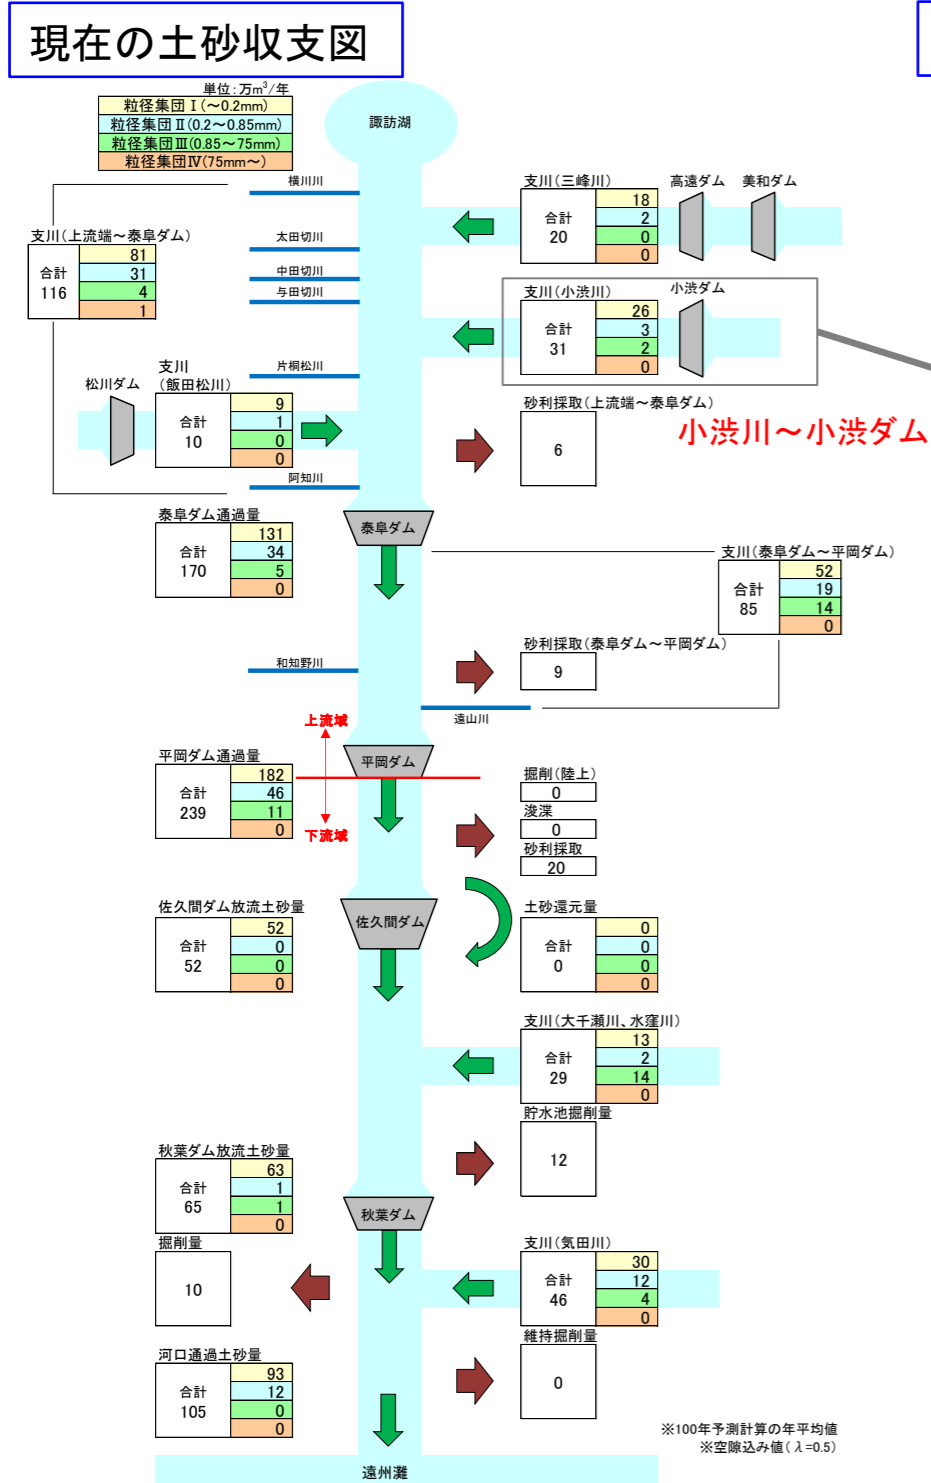 現在の土砂収支図
単位:万m³/年
粒径集団Ⅰ(～0.2mm)
粒径集団Ⅱ(0.2～0.85mm)
粒径集団Ⅲ(0.85～75mm)
粒径集団Ⅳ(75mm～)
諏訪湖
横川川
支川(三峰川)
合計
20
18
2
0
0
高遠ダム
美和ダム
支川(上流端～泰阜ダム)
合計
116
81
31
4
1
太田切川
中田切川
与田切川
支川(小渋川)
合計
31
26
3
2
0
小渋ダム
片桐松川
松川ダム
支川
(飯田松川)
合計
10
9
1
0
0
砂利採取(上流端～泰阜ダム)
6
小渋川～小渋ダム
阿知川
泰阜ダム通過量
合計
170
131
34
5
0
泰阜ダム
支川(泰阜ダム～平岡ダム)
合計
85
52
19
14
0
砂利採取(泰阜ダム～平岡ダム)
9
和知野川
遠山川
上流域
平岡ダム
下流域
平岡ダム通過量
合計
239
182
46
11
0
掘削(陸上)
0
浚渫
0
砂利採取
20
佐久間ダム放流土砂量
合計
52
52
0
0
0
佐久間ダム
土砂還元量
合計
0
0
0
0
0
支川(大千瀬川、水窪川)
合計
29
13
2
14
0
貯水池掘削量
12
秋葉ダム放流土砂量
合計
65
63
1
1
0
秋葉ダム
掘削量
10
支川(気田川)
合計
46
30
12
4
0
維持掘削量
0
河口通過土砂量
合計
105
93
12
0
0
※100年予測計算の年平均値
※空隙込み値(λ=0.5)
遠州灘